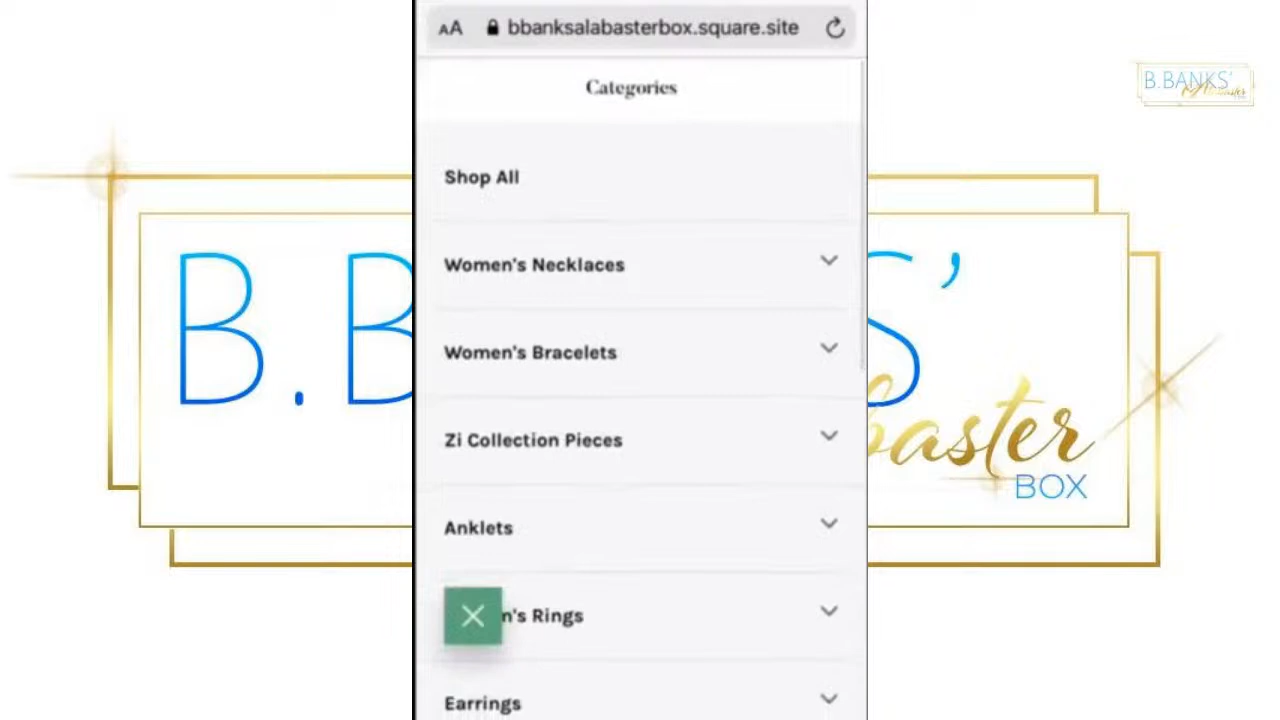 AA bbanksalabasterbox.square.site
Categories
B.BANKS'
Alabaster
Shop All
Women's Necklaces
B.B S'
Women's Bracelets
Zi Collection Pieces
baster
BOX
Anklets
n's Rings
Earrings